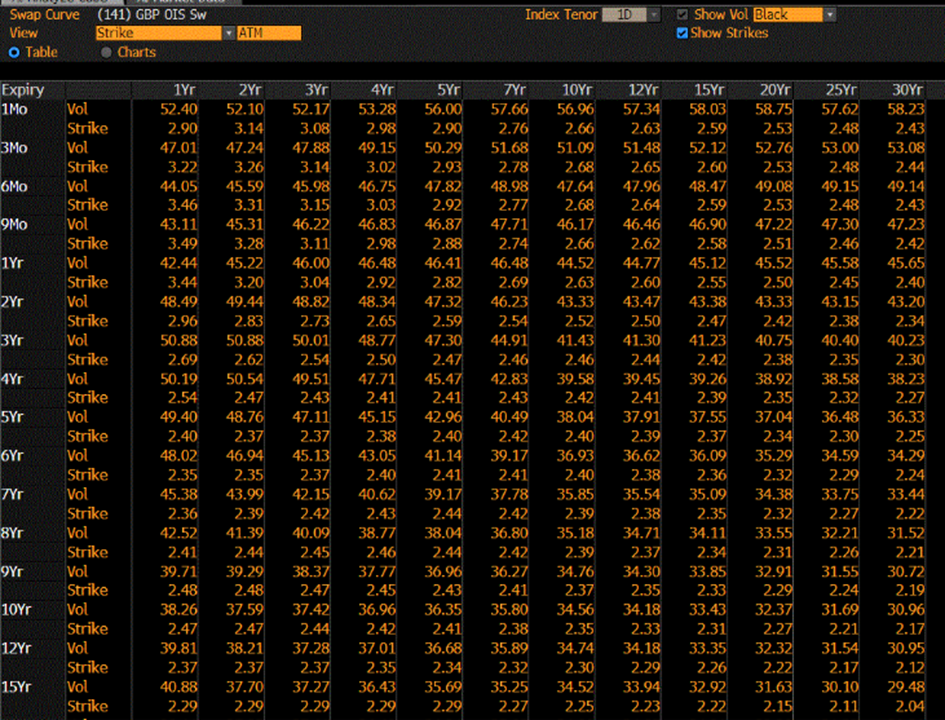 Swap Curve (141) GBP OIS Sw Index Tenor 1D Show Vol Black
View Strike ATM Show Strikes
Table Charts
Expiry 1Yr 2Yr 3Yr 4Yr 5Yr 7Yr 10Yr 12Yr 15Yr 20Yr 25Yr 30Yr
1Mo Vol 52.40 52.10 52.17 53.28 56.00 57.66 56.96 57.34 58.03 58.75 57.62 58.23
Strike 2.90 3.14 3.08 2.98 2.90 2.76 2.66 2.63 2.59 2.53 2.48 2.43
3Mo Vol 47.01 47.24 47.88 49.15 50.29 51.68 51.09 51.48 52.12 52.76 53.00 53.08
Strike 3.22 3.26 3.14 3.02 2.93 2.78 2.68 2.65 2.60 2.53 2.48 2.44
6Mo Vol 44.05 45.59 45.98 46.75 47.82 48.98 47.64 47.96 48.47 49.08 49.15 49.14
Strike 3.46 3.31 3.15 3.03 2.92 2.77 2.68 2.64 2.59 2.53 2.48 2.43
9Mo Vol 43.11 45.31 46.22 46.83 46.87 47.71 46.17 46.46 46.90 47.22 47.30 47.23
Strike 3.49 3.28 3.11 2.98 2.88 2.74 2.66 2.62 2.58 2.51 2.46 2.42
1Yr Vol 42.44 45.22 46.00 46.48 46.41 46.48 44.52 44.77 45.12 45.52 45.58 45.65
Strike 3.44 3.20 3.04 2.92 2.82 2.69 2.63 2.60 2.55 2.50 2.45 2.40
2Yr Vol 48.49 49.44 48.82 48.34 47.32 46.23 43.33 43.47 43.38 43.33 43.15 43.20
Strike 2.96 2.83 2.73 2.65 2.59 2.54 2.52 2.50 2.47 2.42 2.38 2.34
3Yr Vol 50.88 50.88 50.01 48.77 47.30 44.91 41.43 41.30 41.23 40.75 40.40 40.23
Strike 2.69 2.62 2.54 2.50 2.47 2.46 2.46 2.44 2.42 2.38 2.35 2.30
4Yr Vol 50.19 50.54 49.51 47.71 45.47 42.83 39.58 39.45 39.26 38.92 38.58 38.23
Strike 2.54 2.47 2.43 2.41 2.41 2.43 2.42 2.41 2.39 2.35 2.32 2.27
5Yr Vol 49.40 48.76 47.11 45.15 42.96 40.49 38.04 37.91 37.55 37.04 36.48 36.33
Strike 2.40 2.37 2.37 2.38 2.40 2.42 2.40 2.39 2.37 2.34 2.30 2.25
6Yr Vol 48.02 46.94 45.13 43.05 41.14 39.17 36.93 36.62 36.09 35.29 34.59 34.29
Strike 2.35 2.35 2.37 2.40 2.41 2.41 2.40 2.38 2.36 2.32 2.29 2.24
7Yr Vol 45.38 43.99 42.15 40.62 39.17 37.78 35.85 35.54 35.09 34.38 33.75 33.44
Strike 2.36 2.39 2.42 2.43 2.44 2.42 2.39 2.38 2.35 2.32 2.27 2.22
8Yr Vol 42.52 41.39 40.09 38.77 38.04 36.80 35.18 34.71 34.11 33.55 32.21 31.52
Strike 2.41 2.44 2.45 2.46 2.44 2.42 2.39 2.37 2.34 2.31 2.26 2.21
9Yr Vol 39.71 39.29 38.37 37.77 36.96 36.27 34.76 34.30 33.85 32.91 31.55 30.72
Strike 2.48 2.48 2.47 2.45 2.43 2.41 2.37 2.35 2.33 2.29 2.24 2.19
10Yr Vol 38.26 37.59 37.42 36.96 36.35 35.80 34.56 34.18 33.43 32.37 31.69 30.96
Strike 2.47 2.47 2.44 2.42 2.41 2.38 2.35 2.33 2.31 2.27 2.21 2.17
12Yr Vol 39.81 38.21 37.28 37.01 36.68 35.89 34.74 34.18 33.35 32.32 31.54 30.95
Strike 2.37 2.37 2.37 2.35 2.34 2.32 2.30 2.29 2.26 2.22 2.17 2.12
15Yr Vol 40.88 37.70 37.27 36.43 35.69 35.25 34.52 33.94 32.92 31.63 30.10 29.48
Strike 2.29 2.29 2.29 2.29 2.29 2.27 2.25 2.23 2.22 2.15 2.11 2.04